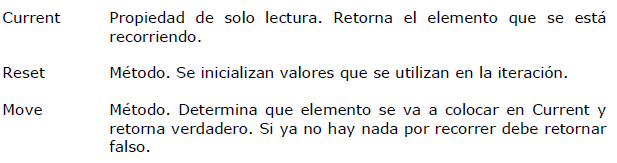 Current Propiedad de solo lectura. Retorna el elemento que se está
recorriendo.
Reset Método. Se inicializan valores que se utilizan en la iteración.
Move Método. Determina que elemento se va a colocar en Current y
retorna verdadero. Si ya no hay nada por recorrer debe retornar
falso.